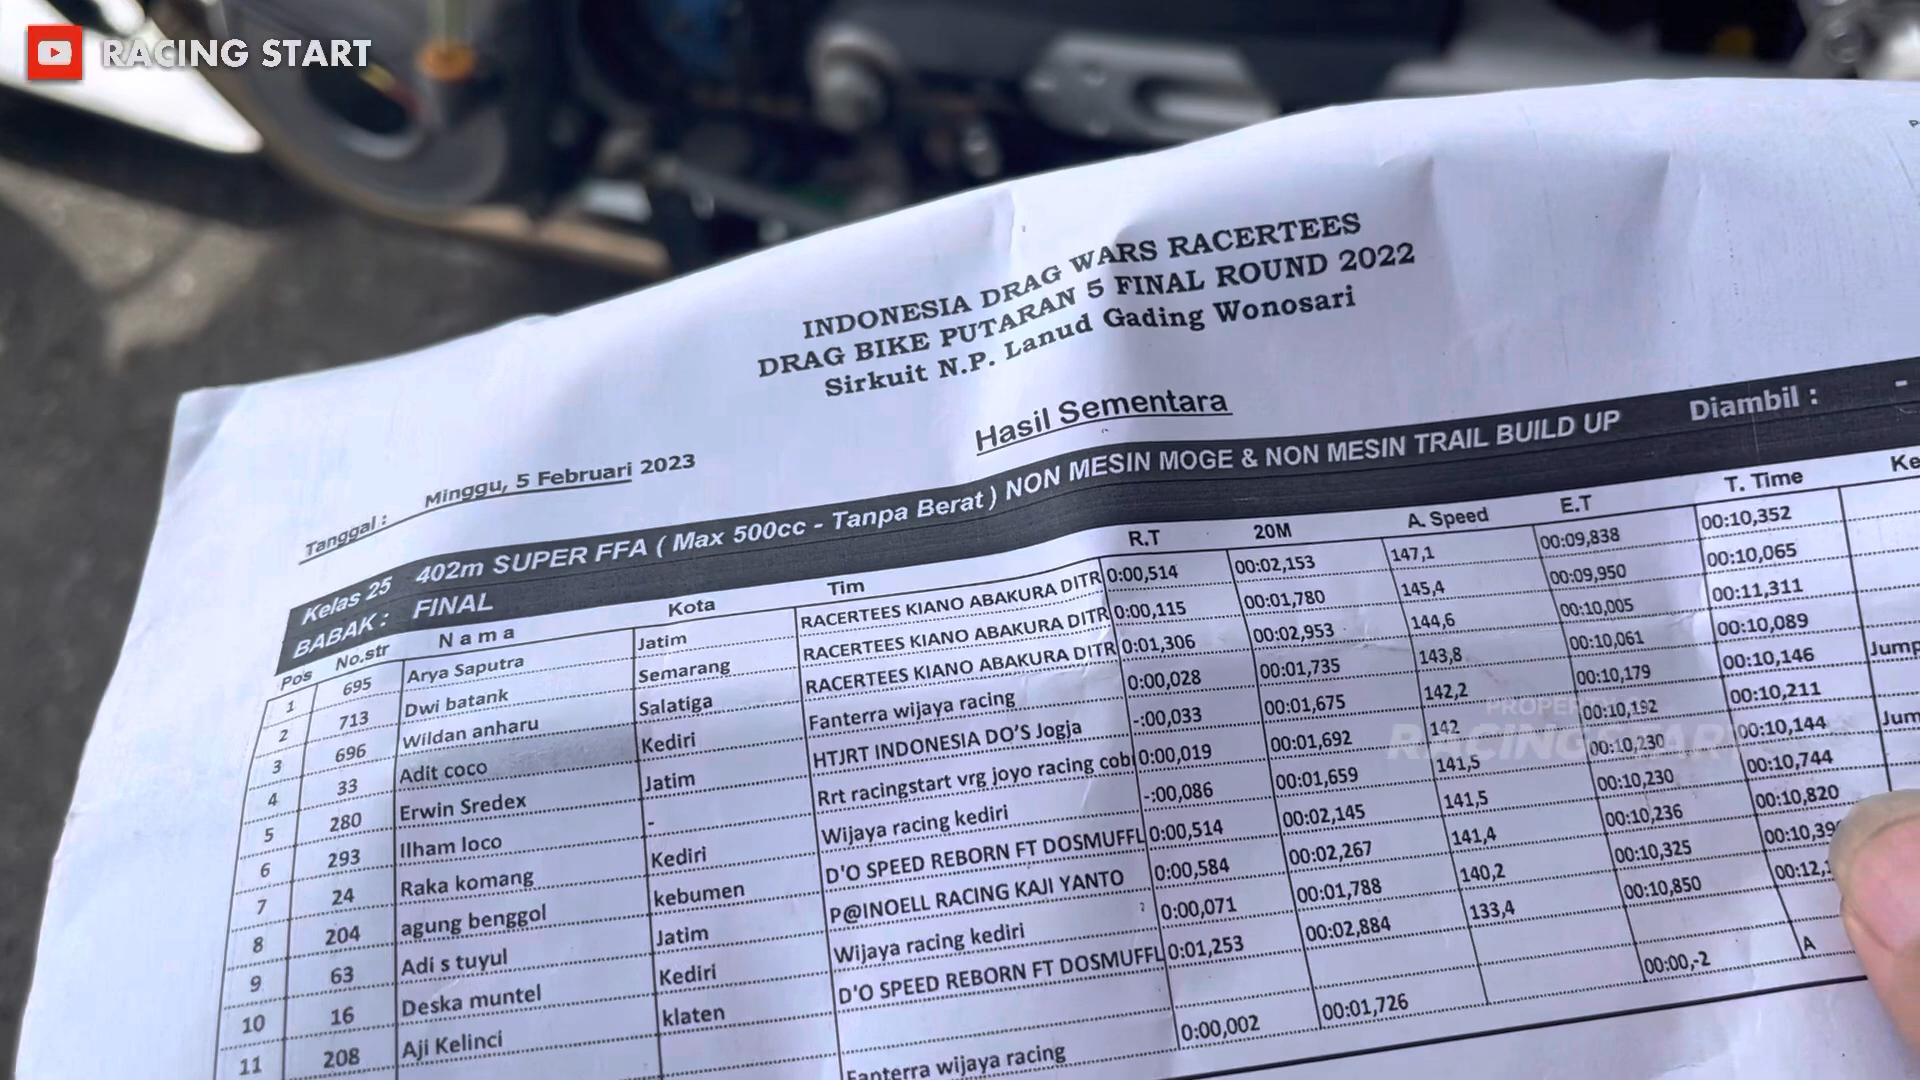 RACING START
INDONESIA DRAG WARS RACERTEES
DRAG BIKE PUTARAN 5 FINAL ROUND 2022
Sirkuit N.P. Lanud Gading Wonosari
Hasil Sementara
Tanggal : Minggu, 5 Februari 2023
Kelas 25 402m SUPER FFA ( Max 500cc - Tanpa Berat ) NON MESIN MOGE & NON MESIN TRAIL BUILD UP Diambil : -
BABAK : FINAL
Pos No.str N a m a Kota Tim R.T 20M A. Speed E.T T. Time Ke
1 695 Arya Saputra Jatim RACERTEES KIANO ABAKURA DITR 0:00,514 00:02,153 147,1 00:09,838 00:10,352
2 713 Dwi batank Semarang RACERTEES KIANO ABAKURA DITR 0:00,115 00:01,780 145,4 00:09,950 00:10,065
3 696 Wildan anharu Salatiga RACERTEES KIANO ABAKURA DITR 0:01,306 00:02,953 144,6 00:10,005 00:11,311
4 33 Adit coco Kediri Fanterra wijaya racing 0:00,028 00:01,735 143,8 00:10,061 00:10,089
5 280 Erwin Sredex Jatim HTJRT INDONESIA DO'S Jogja -:00,033 00:01,675 142,2 00:10,179 00:10,146 Jump
6 293 Ilham loco - Rrt racingstart vrg joyo racing cob 0:00,019 00:01,692 142 00:10,192 00:10,211
7 24 Raka komang Kediri Wijaya racing kediri -:00,086 00:01,659 141,5 00:10,230 00:10,144 Jum
8 204 agung benggol kebumen D'O SPEED REBORN FT DOSMUFFL 0:00,514 00:02,145 141,5 00:10,230 00:10,744
9 63 Adi s tuyul Jatim P@INOELL RACING KAJI YANTO 0:00,584 00:02,267 141,4 00:10,236 00:10,820
10 16 Deska muntel Kediri Wijaya racing kediri 0:00,071 00:01,788 140,2 00:10,325 00:10,39
11 208 Aji Kelinci klaten D'O SPEED REBORN FT DOSMUFFL 0:01,253 00:02,884 133,4 00:10,850 00:12,1
Fanterra wijaya racing 0:00,002 00:01,726 00:00,-2 A
RACINGSTART